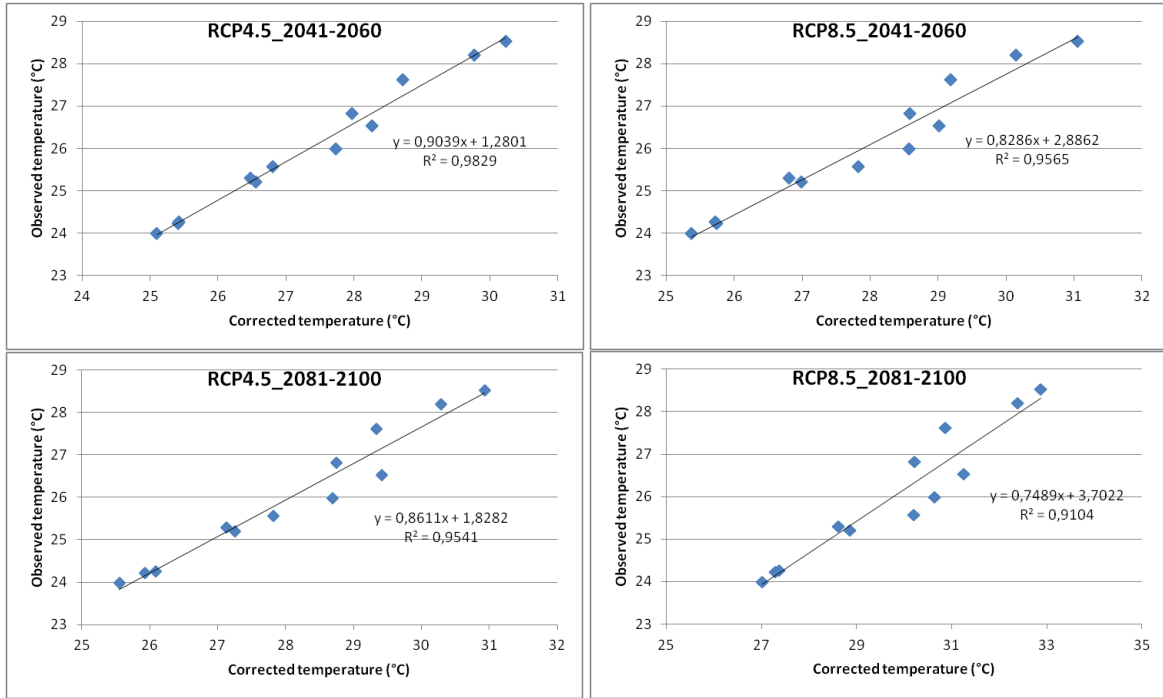 RCP4.5_2041-2060
29
28
27
26
25
24
23
Observed temperature (°C)
y = 0,9039x + 1,2801
R² = 0,9829
24 25 26 27 28 29 30 31
Corrected temperature (°C)
RCP8.5_2041-2060
29
28
27
26
25
24
23
Observed temperature (°C)
y = 0,8286x + 2,8862
R² = 0,9565
25 26 27 28 29 30 31 32
Corrected temperature (°C)
RCP4.5_2081-2100
29
28
27
26
25
24
23
Observed temperature (°C)
y = 0,8611x + 1,8282
R² = 0,9541
25 26 27 28 29 30 31 32
Corrected temperature (°C)
RCP8.5_2081-2100
29
28
27
26
25
24
23
Observed temperature (°C)
y = 0,7489x + 3,7022
R² = 0,9104
25 27 29 31 33 35
Corrected temperature (°C)